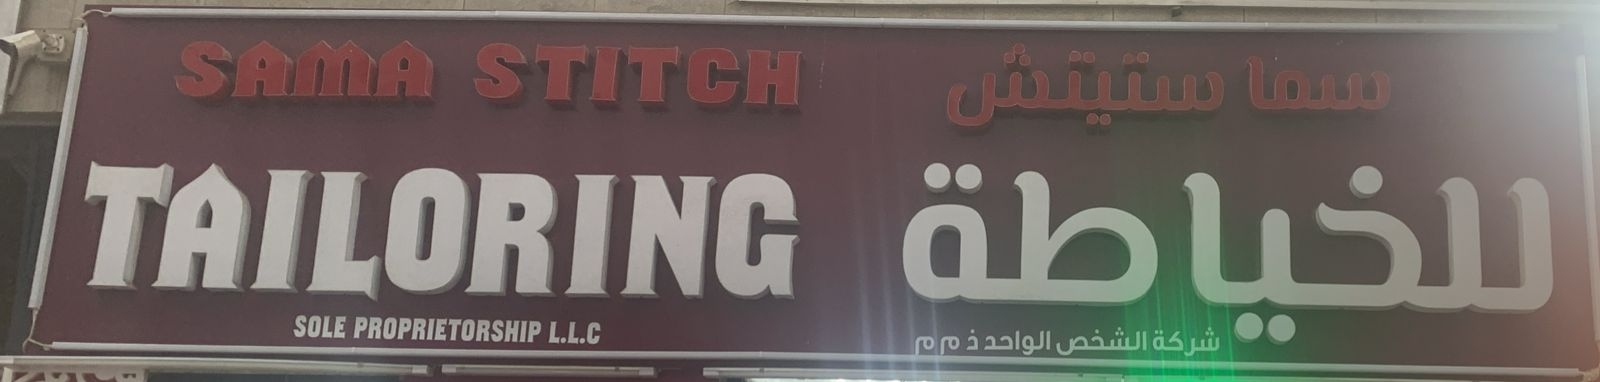 SAMA STITCH
سما ستيتش
TAILORING
للخياطة
SOLE PROPRIETORSHIP L.L.C
شركة الشخص الواحد ذ م م